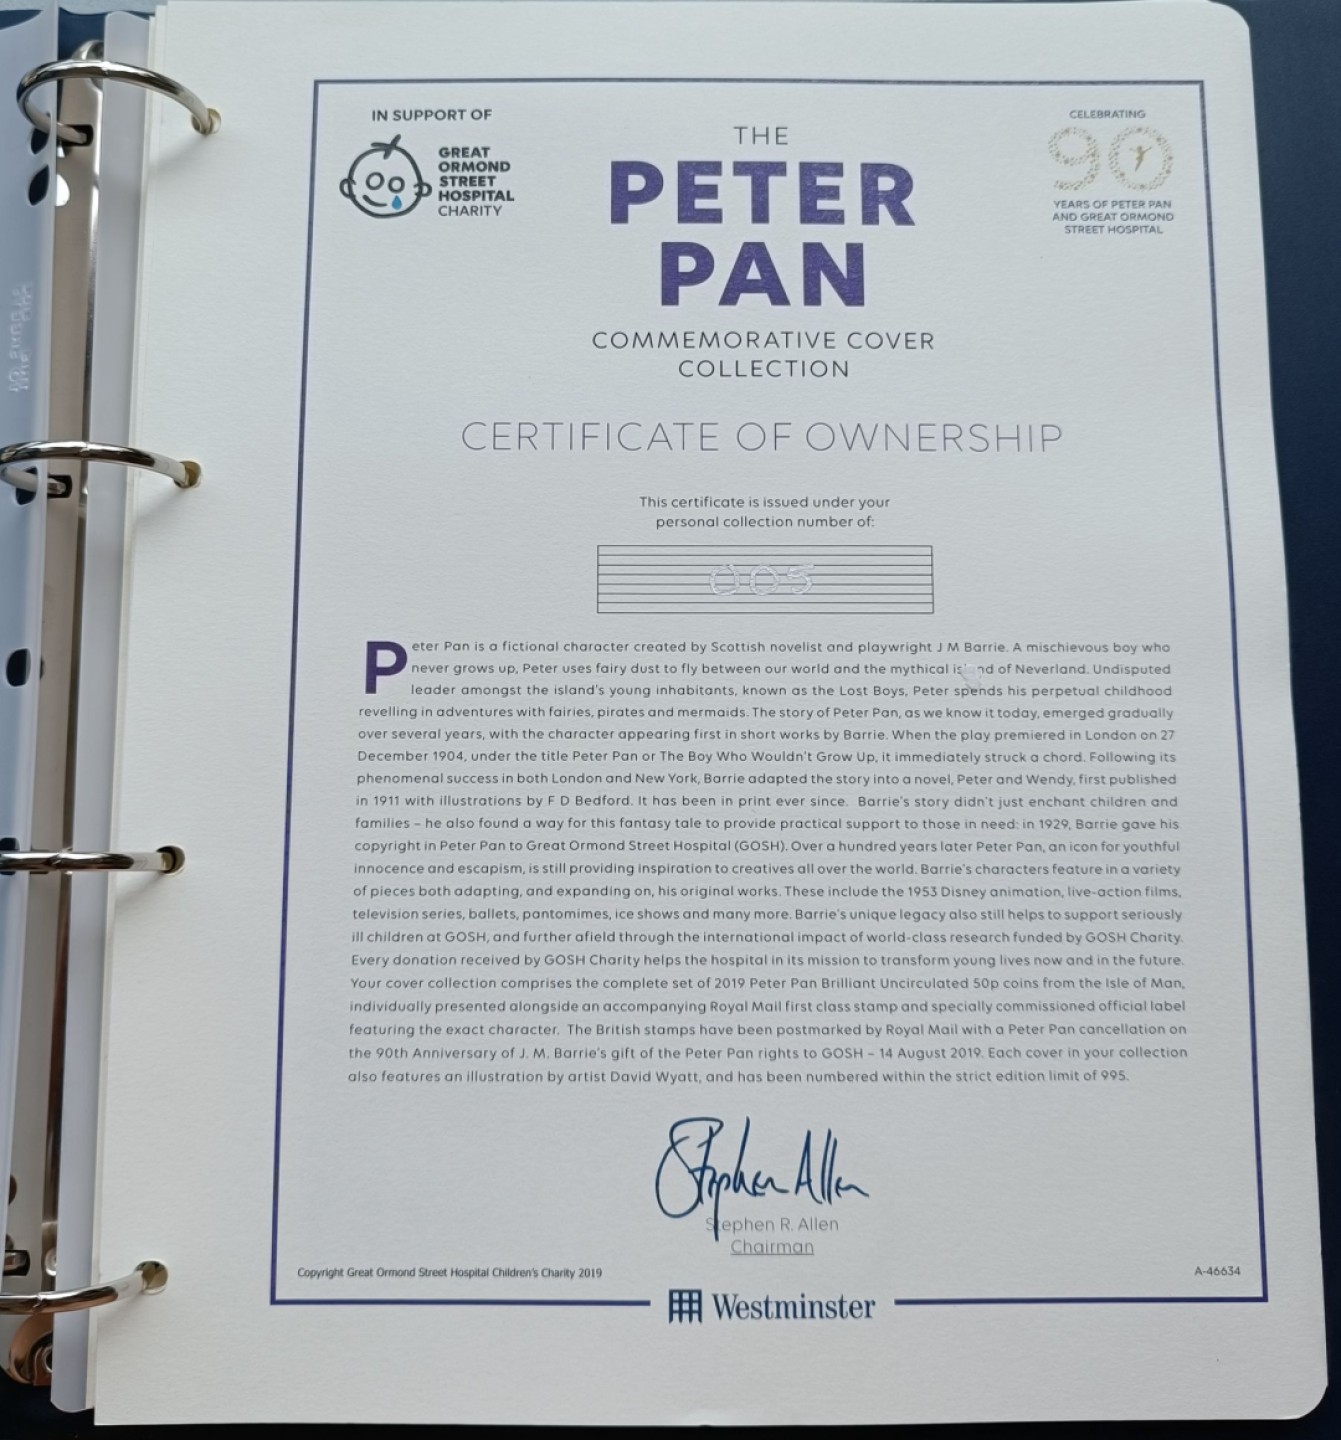 IN SUPPORT OF
GREAT
ORMOND
STREET
HOSPITAL
CHARITY
THE
PETER
PAN
COMMEMORATIVE COVER
COLLECTION
CELEBRATING
90
YEARS OF PETER PAN
AND GREAT ORMOND
STREET HOSPITAL
CERTIFICATE OF OWNERSHIP
This certificate is issued under your
personal collection number of:
005
Peter Pan is a fictional character created by Scottish novelist and playwright J M Barrie. A mischievous boy who
never grows up, Peter uses fairy dust to fly between our world and the mythical island of Neverland. Undisputed
leader amongst the island's young inhabitants, known as the Lost Boys, Peter spends his perpetual childhood
revelling in adventures with fairies, pirates and mermaids. The story of Peter Pan, as we know it today, emerged gradually
over several years, with the character appearing first in short works by Barrie. When the play premiered in London on 27
December 1904, under the title Peter Pan or The Boy Who Wouldn't Grow Up, it immediately struck a chord. Following its
phenomenal success in both London and New York, Barrie adapted the story into a novel, Peter and Wendy, first published
in 1911 with illustrations by F D Bedford. It has been in print ever since. Barrie's story didn't just enchant children and
families – he also found a way for this fantasy tale to provide practical support to those in need: in 1929, Barrie gave his
copyright in Peter Pan to Great Ormond Street Hospital (GOSH). Over a hundred years later Peter Pan, an icon for youthful
innocence and escapism, is still providing inspiration to creatives all over the world. Barrie's characters feature in a variety
of pieces both adapting, and expanding on, his original works. These include the 1953 Disney animation, live-action films,
television series, ballets, pantomimes, ice shows and many more. Barrie's unique legacy also still helps to support seriously
ill children at GOSH, and further afield through the international impact of world-class research funded by GOSH Charity.
Every donation received by GOSH Charity helps the hospital in its mission to transform young lives now and in the future.
Your cover collection comprises the complete set of 2019 Peter Pan Brilliant Uncirculated 50p coins from the Isle of Man,
individually presented alongside an accompanying Royal Mail first class stamp and specially commissioned official label
featuring the exact character. The British stamps have been postmarked by Royal Mail with a Peter Pan cancellation on
the 90th Anniversary of J. M. Barrie's gift of the Peter Pan rights to GOSH – 14 August 2019. Each cover in your collection
also features an illustration by artist David Wyatt, and has been numbered within the strict edition limit of 995.
Stephen Allen
Stephen R. Allen
Chairman
Copyright Great Ormond Street Hospital Children's Charity 2019
A-46634
Westminster